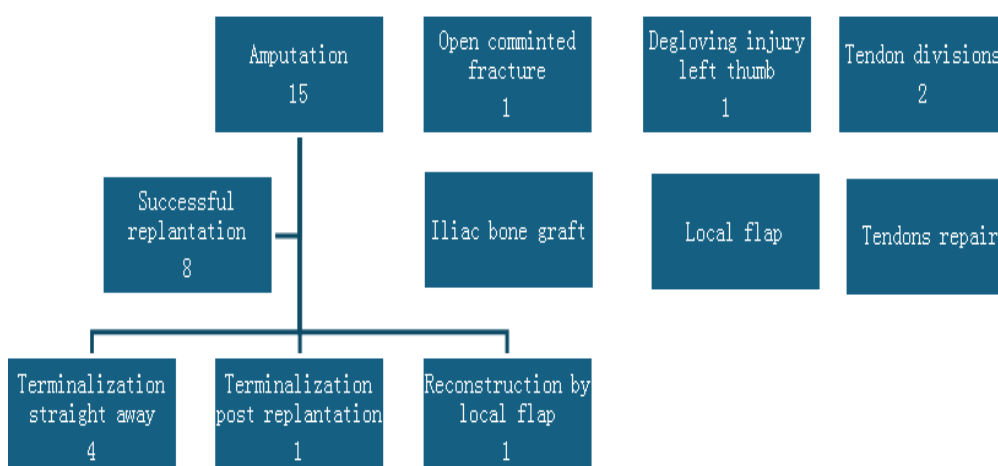 Amputation
15
Open comminted
fracture
1
Degloving injury
left thumb
1
Tendon divisions
2
Successful
replantation
8
Iliac bone graft
Local flap
Tendons repair
Terminalization
straight away
4
Terminalization
post replantation
1
Reconstruction by
local flap
1